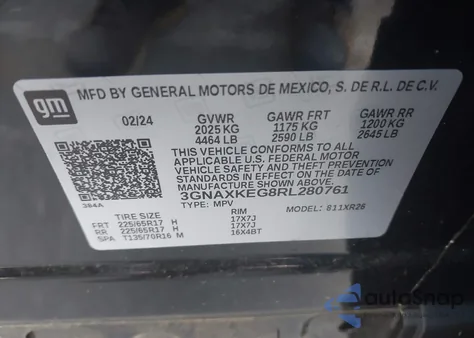 gm
MFD BY GENERAL MOTORS DE MEXICO, S. DE R.L. DE C.V.
02/24 GVWR GAWR FRT GAWR RR
2025 KG 1175 KG 1200 KG
4464 LB 2590 LB 2645 LB
THIS VEHICLE CONFORMS TO ALL
APPLICABLE U.S. FEDERAL MOTOR
VEHICLE SAFETY AND THEFT
PREVENTION STANDARDS IN EFFECT ON
THE DATE OF MANUFACTURE SHOWN ABOVE.
3GNAXKEG8RL280761
TYPE: MPV MODEL: 811XR26
394A
TIRE SIZE RIM
FRT 225/65R17 H 17X7J
RR 225/65R17 H 17X7J
SPA T135/70R16 M 16X4BT
AutoSnap